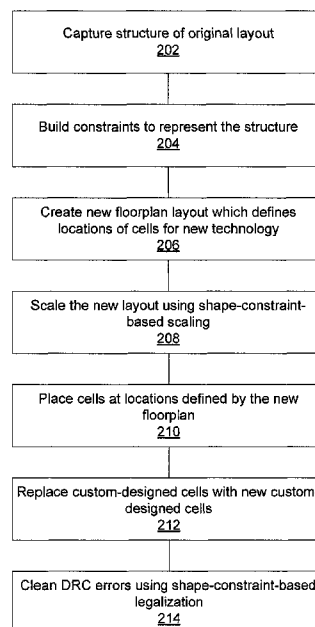 Capture structure of original layout
202
Build constraints to represent the structure
204
Create new floorplan layout which defines
locations of cells for new technology
206
Scale the new layout using shape-constraint-
based scaling
208
Place cells at locations defined by the new
floorplan
210
Replace custom-designed cells with new custom
designed cells
212
Clean DRC errors using shape-constraint-based
legalization
214